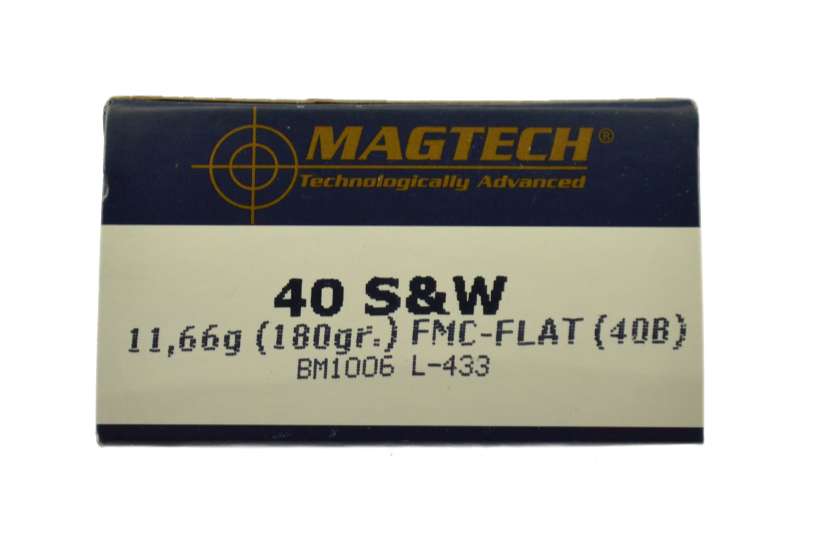 MAGTECH®
Technologically Advanced
40 S&W
11,66g (180gr.) FMC-FLAT (40B)
BM1006 L-433